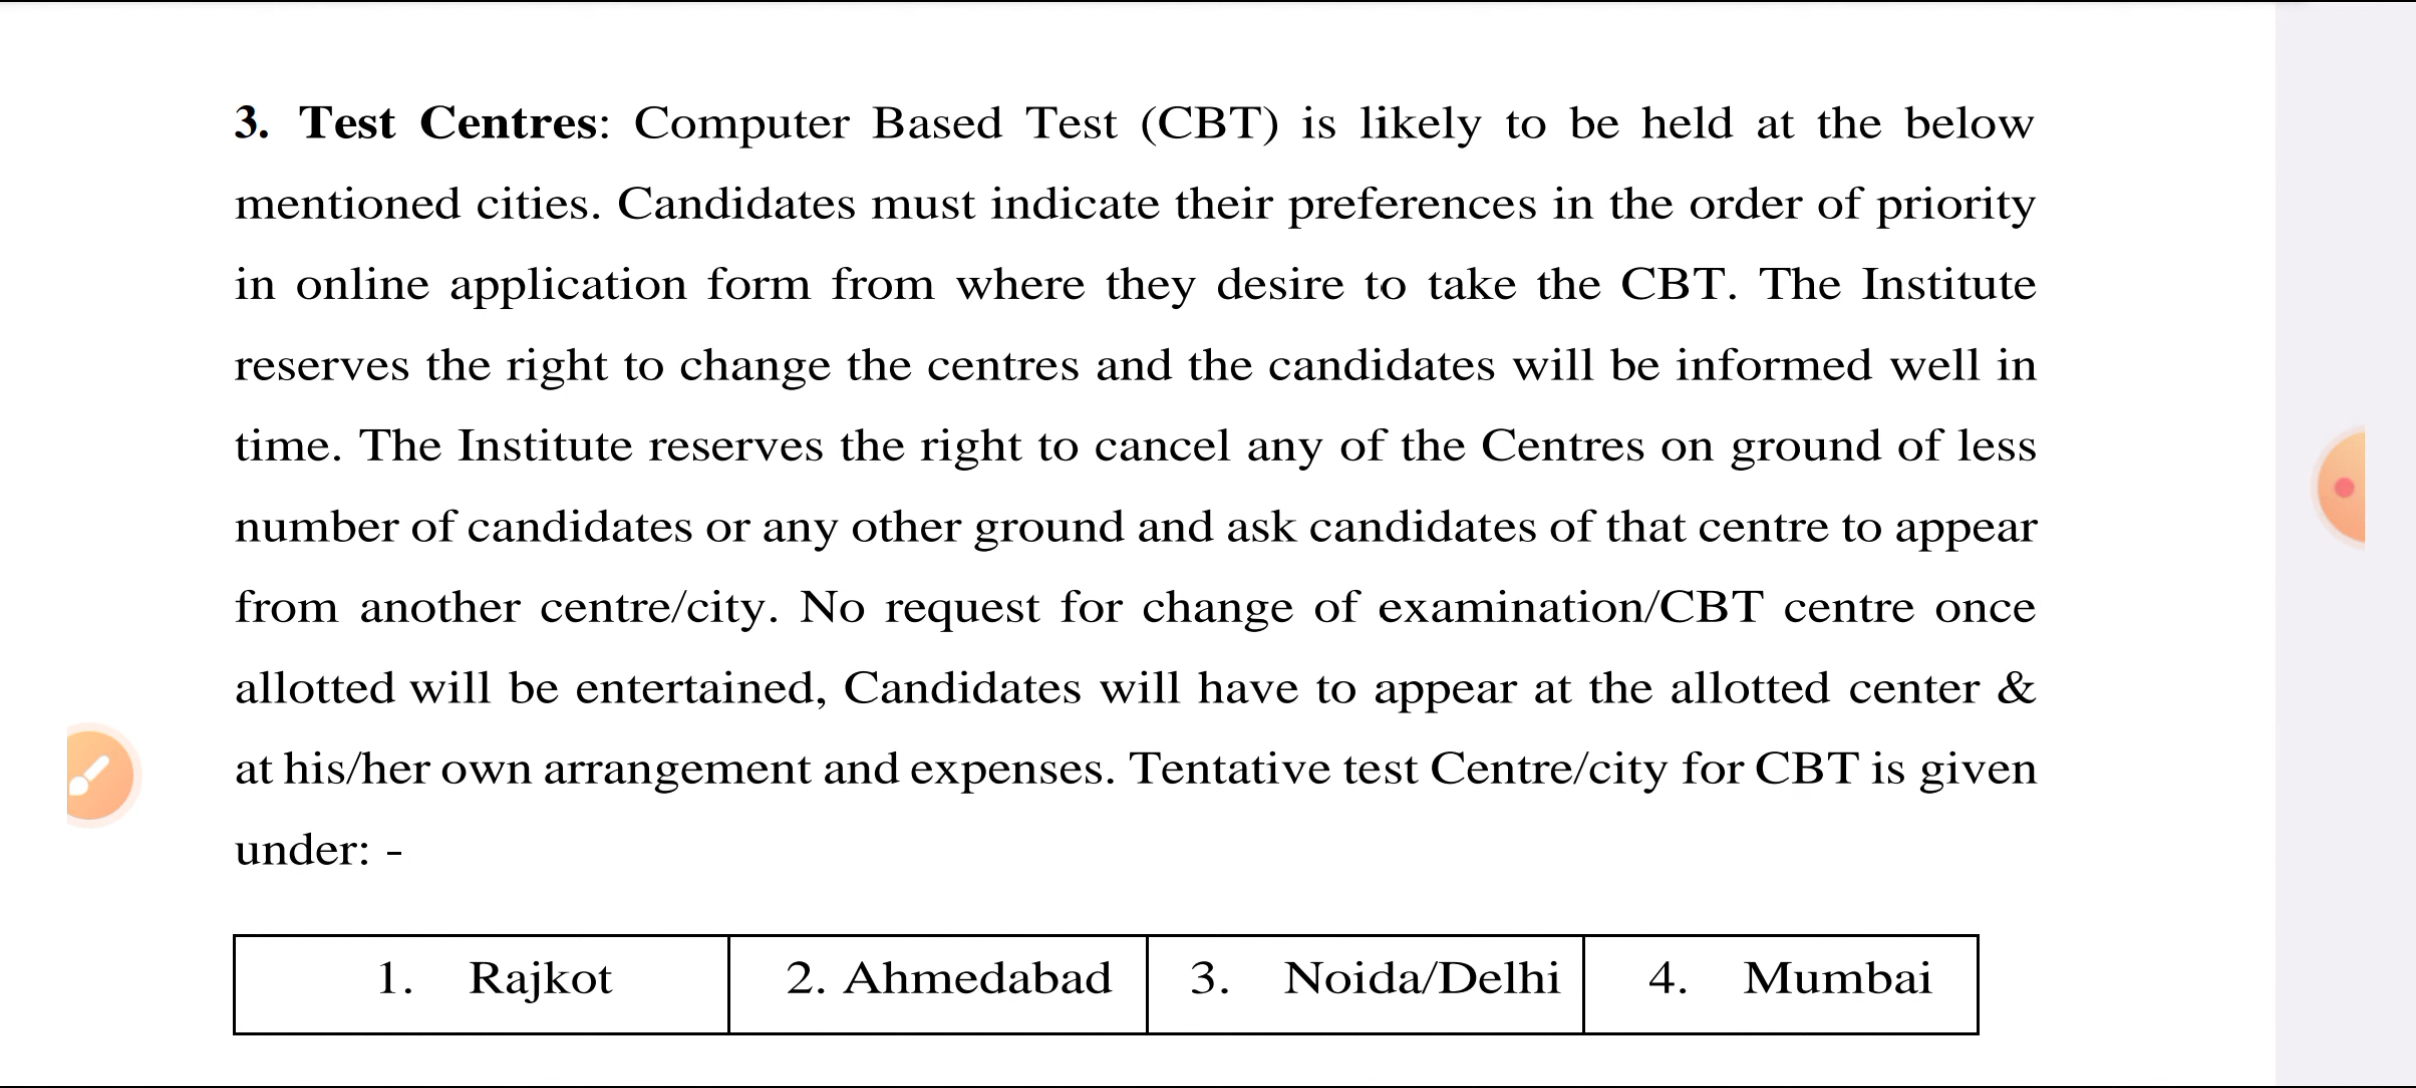 3. Test Centres: Computer Based Test (CBT) is likely to be held at the below
mentioned cities. Candidates must indicate their preferences in the order of priority
in online application form from where they desire to take the CBT. The Institute
reserves the right to change the centres and the candidates will be informed well in
time. The Institute reserves the right to cancel any of the Centres on ground of less
number of candidates or any other ground and ask candidates of that centre to appear
from another centre/city. No request for change of examination/CBT centre once
allotted will be entertained, Candidates will have to appear at the allotted center &
at his/her own arrangement and expenses. Tentative test Centre/city for CBT is given
under: -
1. Rajkot 2. Ahmedabad 3. Noida/Delhi 4. Mumbai